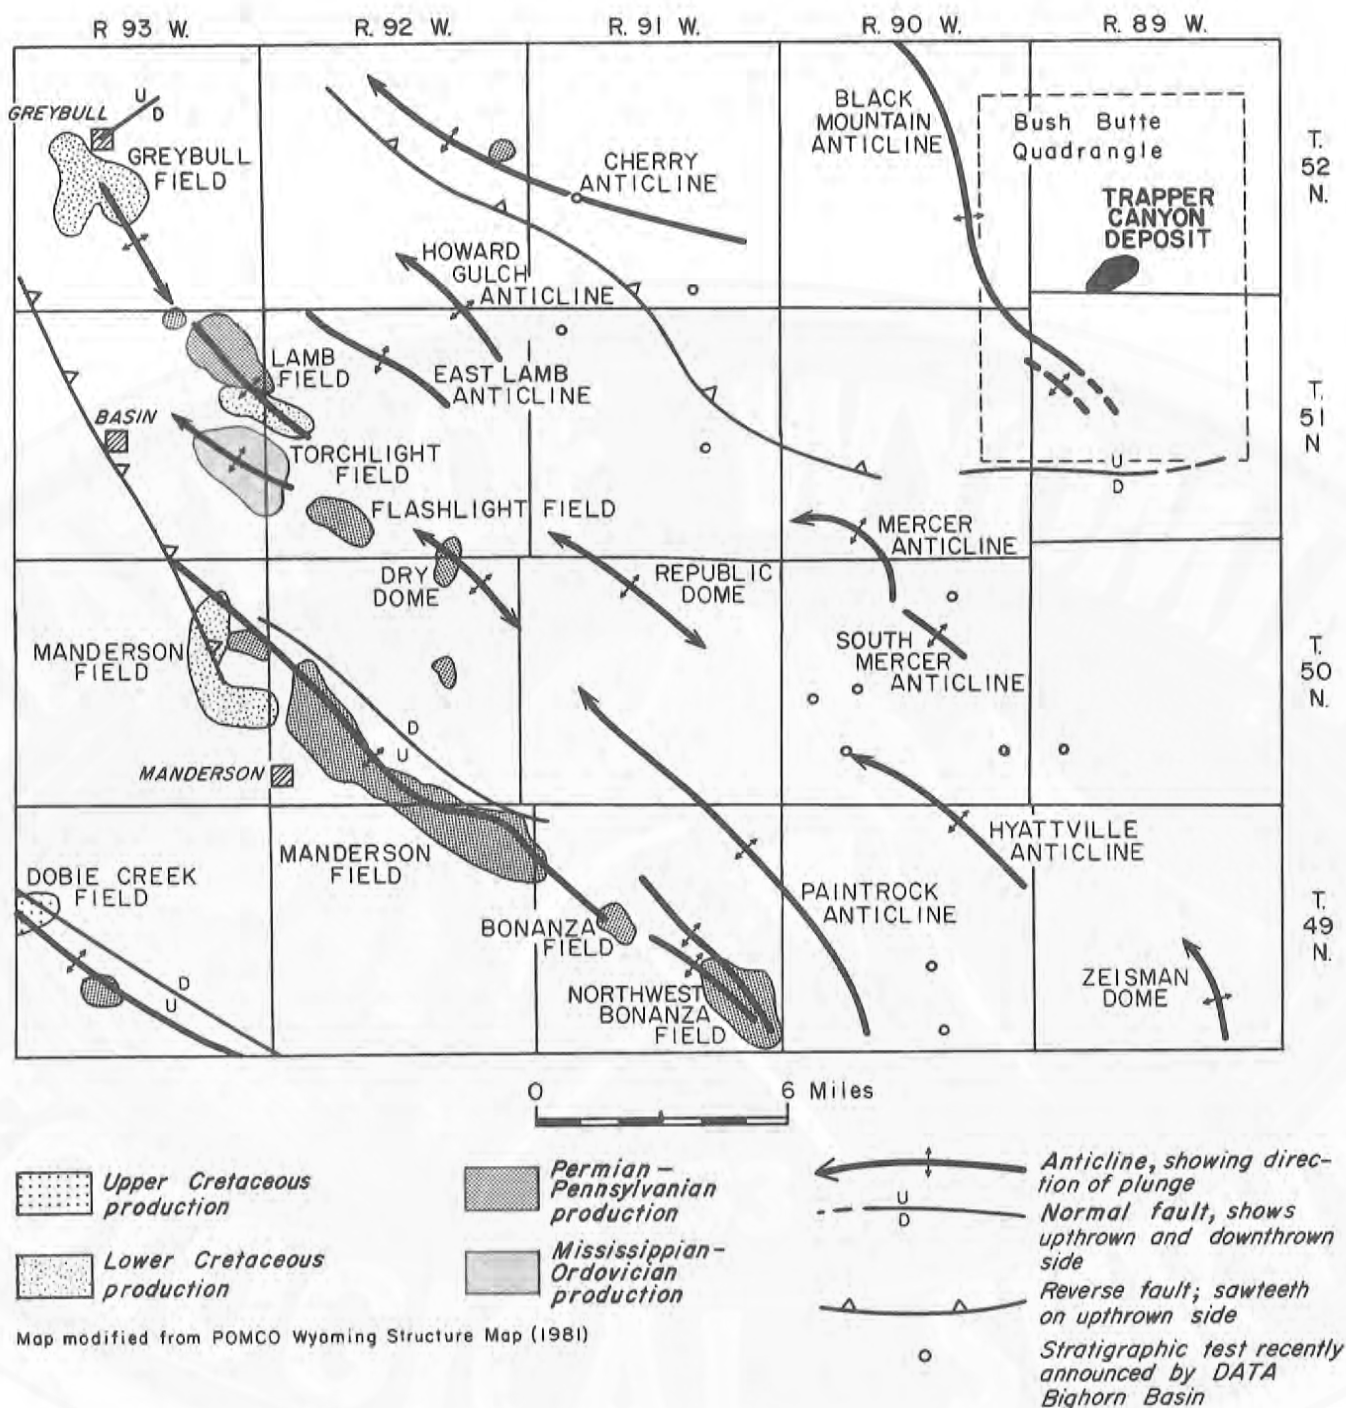 R 93 W.
R. 92 W.
R. 91 W.
R. 90 W.
R. 89 W.
T.
52
N.
T.
51
N
T.
50
N.
T.
49
N.
GREYBULL
U
D
GREYBULL
FIELD
CHERRY
ANTICLINE
BLACK
MOUNTAIN
ANTICLINE
Bush Butte
Quadrangle
TRAPPER
CANYON
DEPOSIT
HOWARD
GULCH
ANTICLINE
LAMB
FIELD
EAST LAMB
ANTICLINE
BASIN
TORCHLIGHT
FIELD
FLASHLIGHT FIELD
U
D
MERCER
ANTICLINE
DRY
DOME
REPUBLIC
DOME
MANDERSON
FIELD
SOUTH
MERCER
ANTICLINE
D
U
MANDERSON
HYATTVILLE
ANTICLINE
MANDERSON
FIELD
DOBIE CREEK
FIELD
PAINTROCK
ANTICLINE
BONANZA
FIELD
D
U
NORTHWEST
BONANZA
FIELD
ZEISMAN
DOME
0 6 Miles
Upper Cretaceous
production
Lower Cretaceous
production
Permian-
Pennsylvanian
production
Mississippian-
Ordovician
production
Anticline, showing direc-
tion of plunge
U
D
Normal fault, shows
upthrown and downthrown
side
Reverse fault; sawteeth
on upthrown side
Stratigraphic test recently
announced by DATA
Bighorn Basin
Map modified from POMCO Wyoming Structure Map (1981)